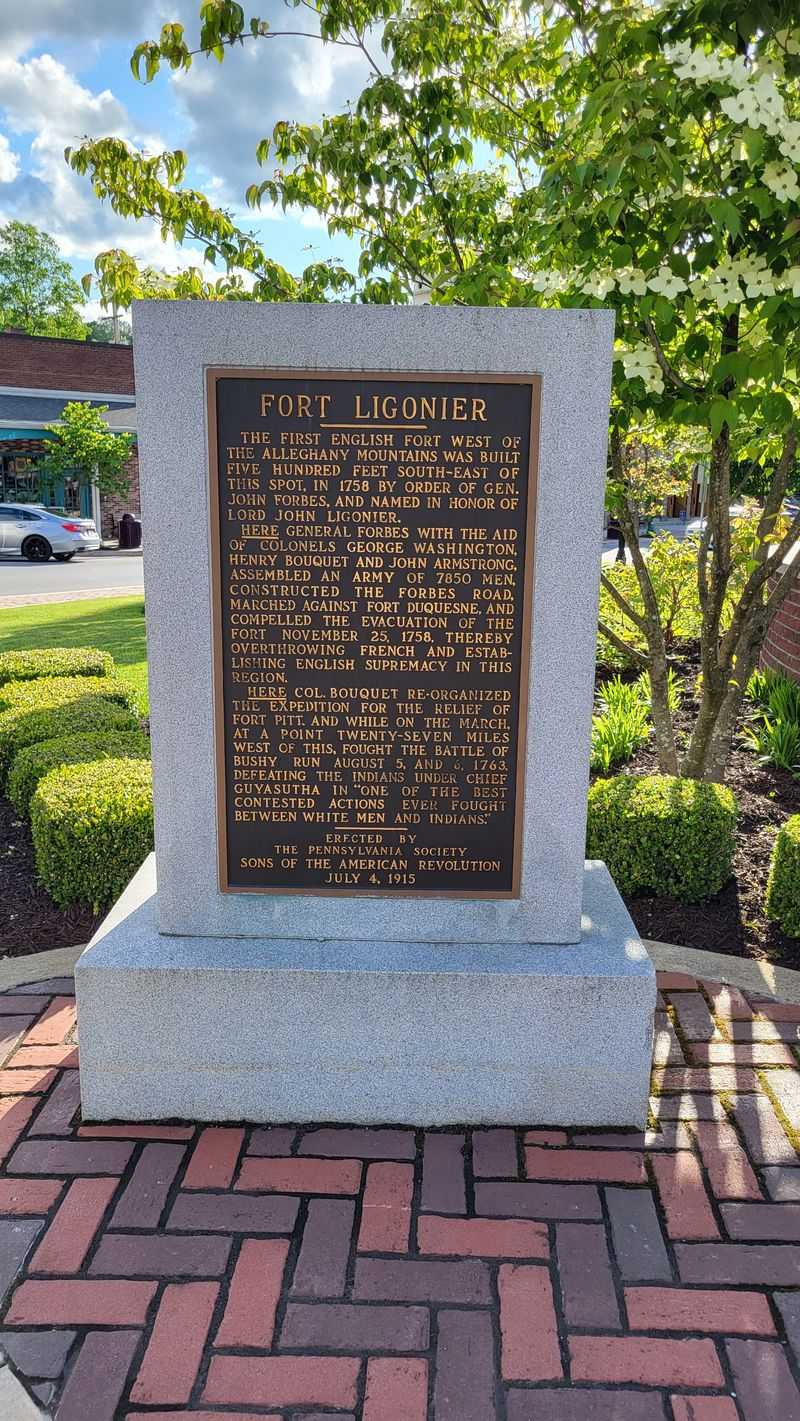 FORT LIGONIER
THE FIRST ENGLISH FORT WEST OF
THE ALLEGHANY MOUNTAINS WAS BUILT
FIVE HUNDRED FEET SOUTH-EAST OF
THIS SPOT, IN 1758 BY ORDER OF GEN.
JOHN FORBES, AND NAMED IN HONOR OF
LORD JOHN LIGONIER.
HERE GENERAL FORBES WITH THE AID
OF COLONELS GEORGE WASHINGTON,
HENRY BOUQUET AND JOHN ARMSTRONG,
ASSEMBLED AN ARMY OF 7850 MEN,
CONSTRUCTED THE FORBES ROAD,
MARCHED AGAINST FORT DUQUESNE, AND
COMPELLED THE EVACUATION OF THE
FORT NOVEMBER 25, 1758, THEREBY
OVERTHROWING FRENCH AND ESTAB-
LISHING ENGLISH SUPREMACY IN THIS
REGION.
HERE COL. BOUQUET RE-ORGANIZED
THE EXPEDITION FOR THE RELIEF OF
FORT PITT, AND WHILE ON THE MARCH,
AT A POINT TWENTY-SEVEN MILES
WEST OF THIS, FOUGHT THE BATTLE OF
BUSHY RUN AUGUST 5, AND 6, 1763,
DEFEATING THE INDIANS UNDER CHIEF
GUYASUTHA IN "ONE OF THE BEST
CONTESTED ACTIONS EVER FOUGHT
BETWEEN WHITE MEN AND INDIANS."
ERECTED BY
THE PENNSYLVANIA SOCIETY
SONS OF THE AMERICAN REVOLUTION
JULY 4, 1915